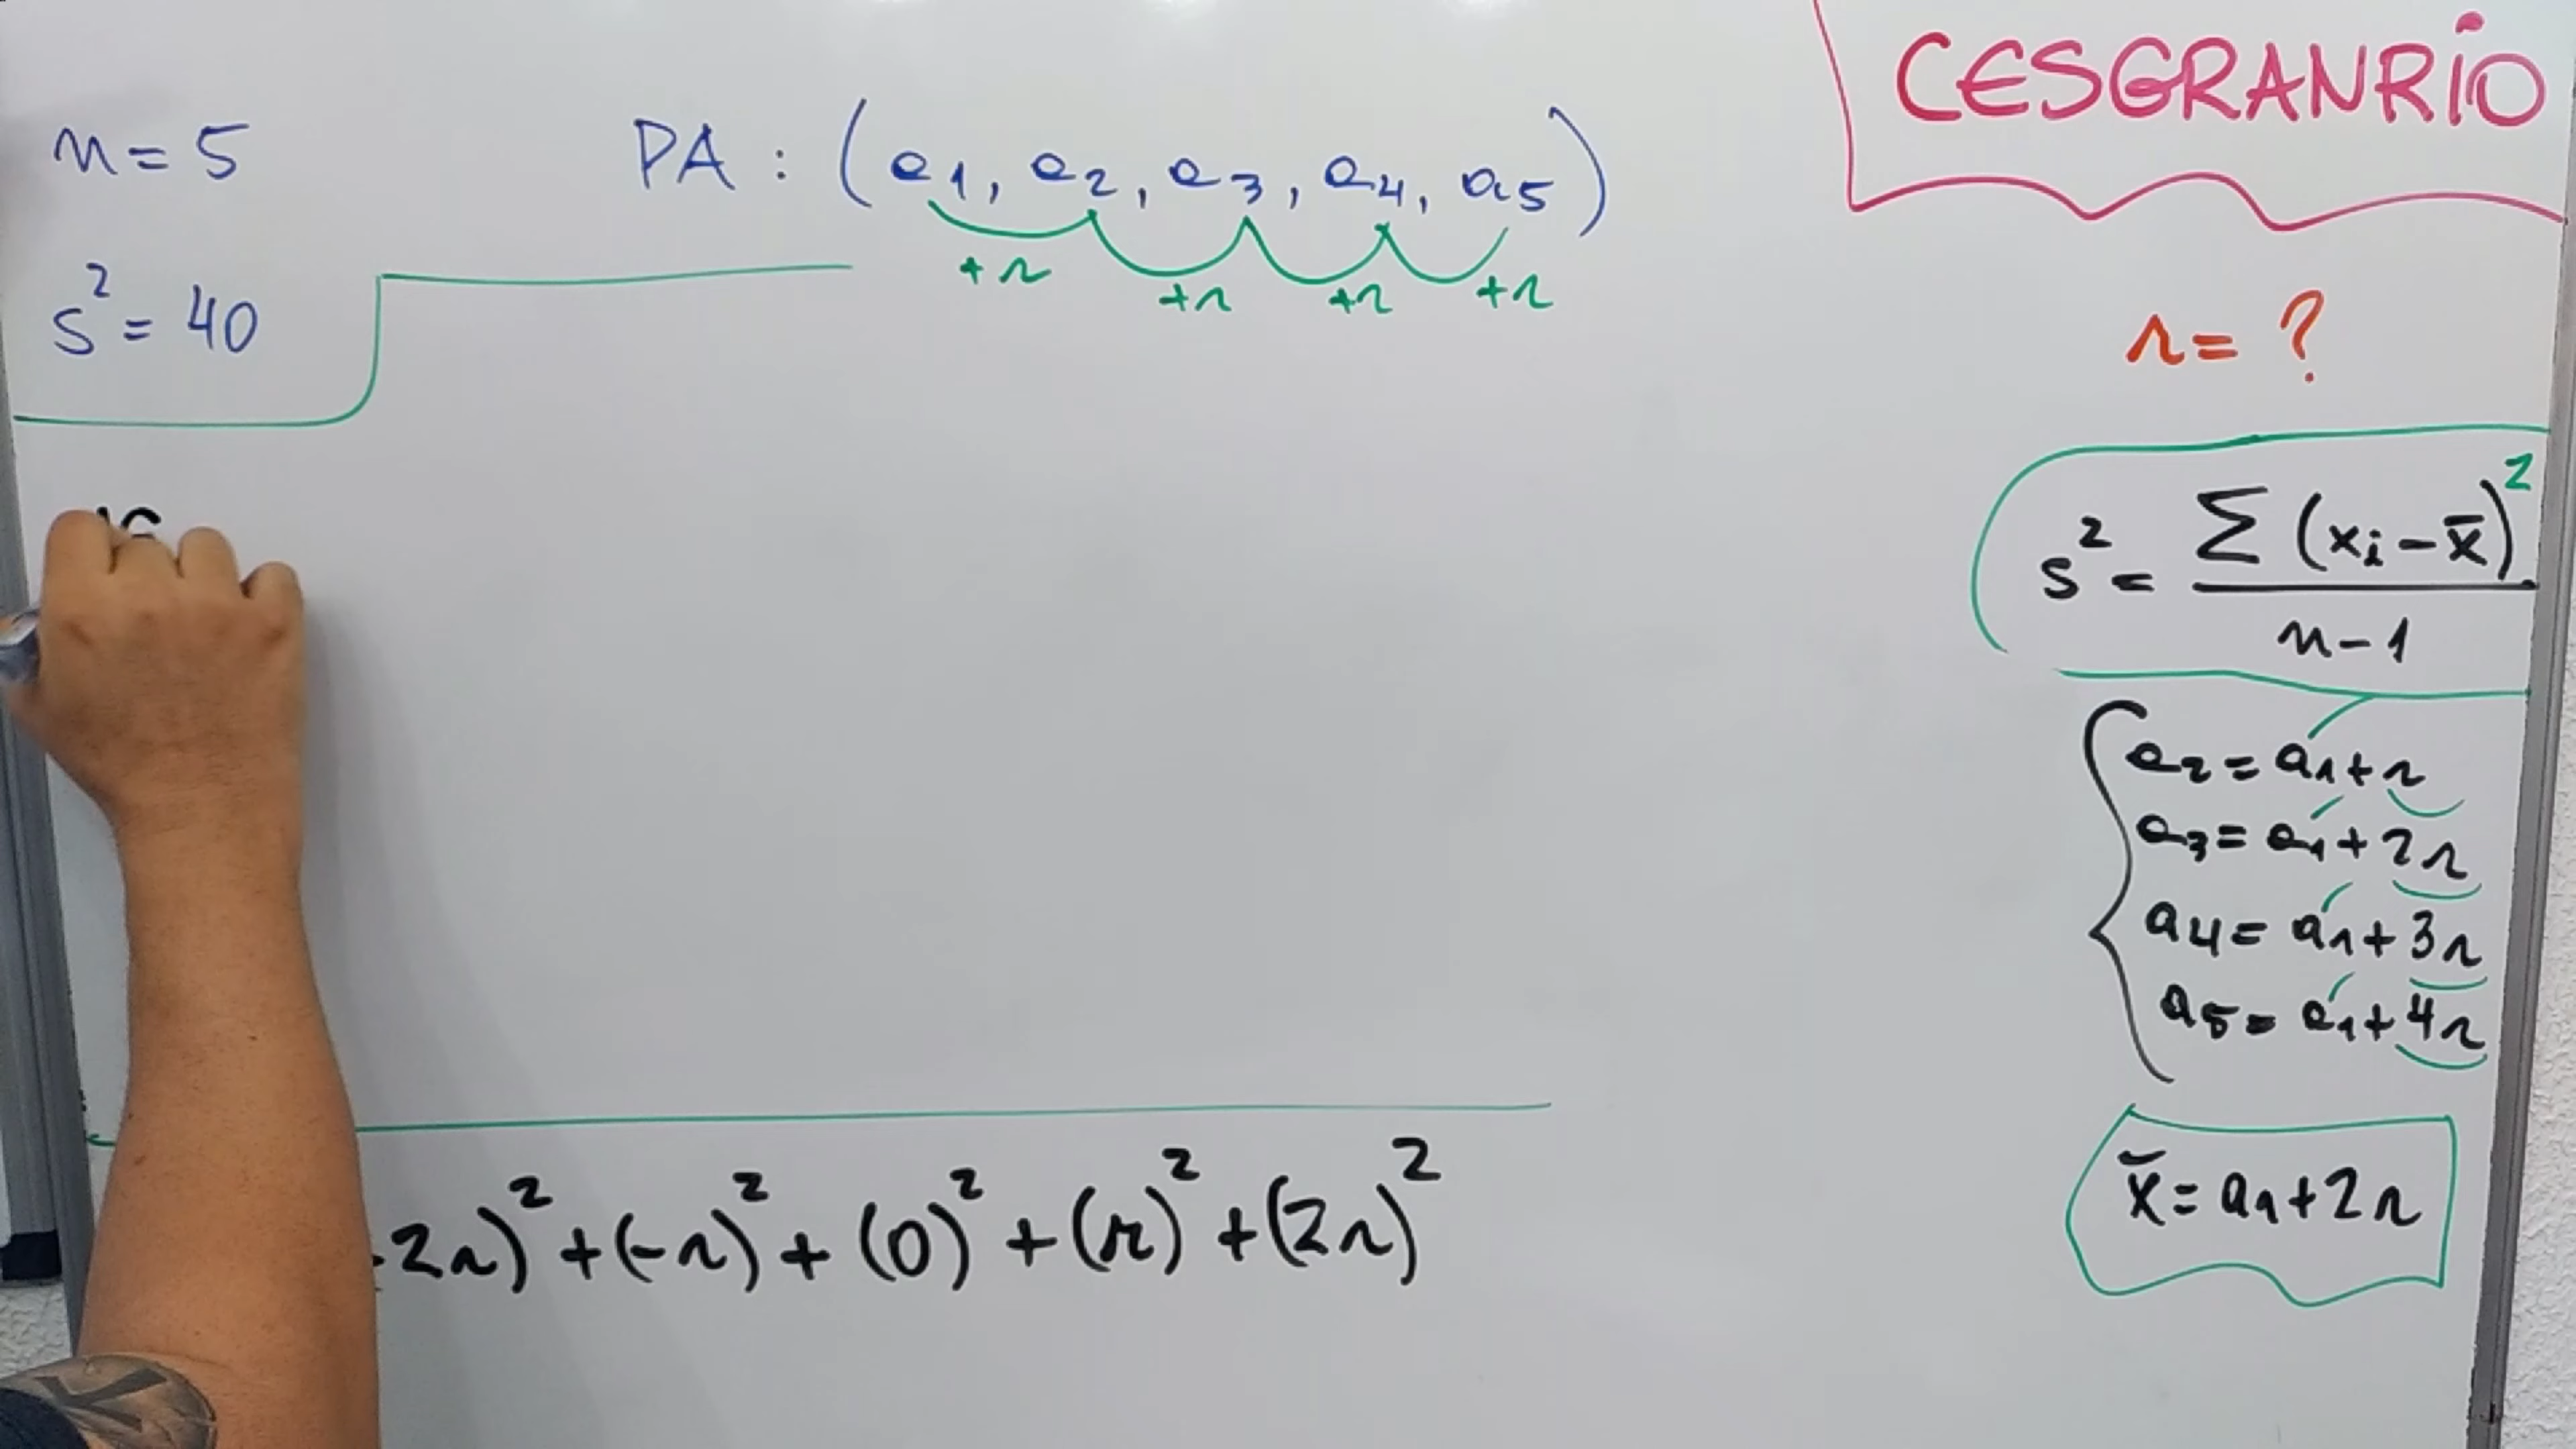 CESGRANRIO
n = 5
PA : (a1, a2, a3, a4, a5)
+r +r +r +r
s² = 40
r = ?
s² = Σ (xi - x̄)² / n - 1
a2 = a1 + r
a3 = a1 + 2r
a4 = a1 + 3r
a5 = a1 + 4r
x̄ = a1 + 2r
2r)² + (-r)² + (0)² + (r)² + (2r)²